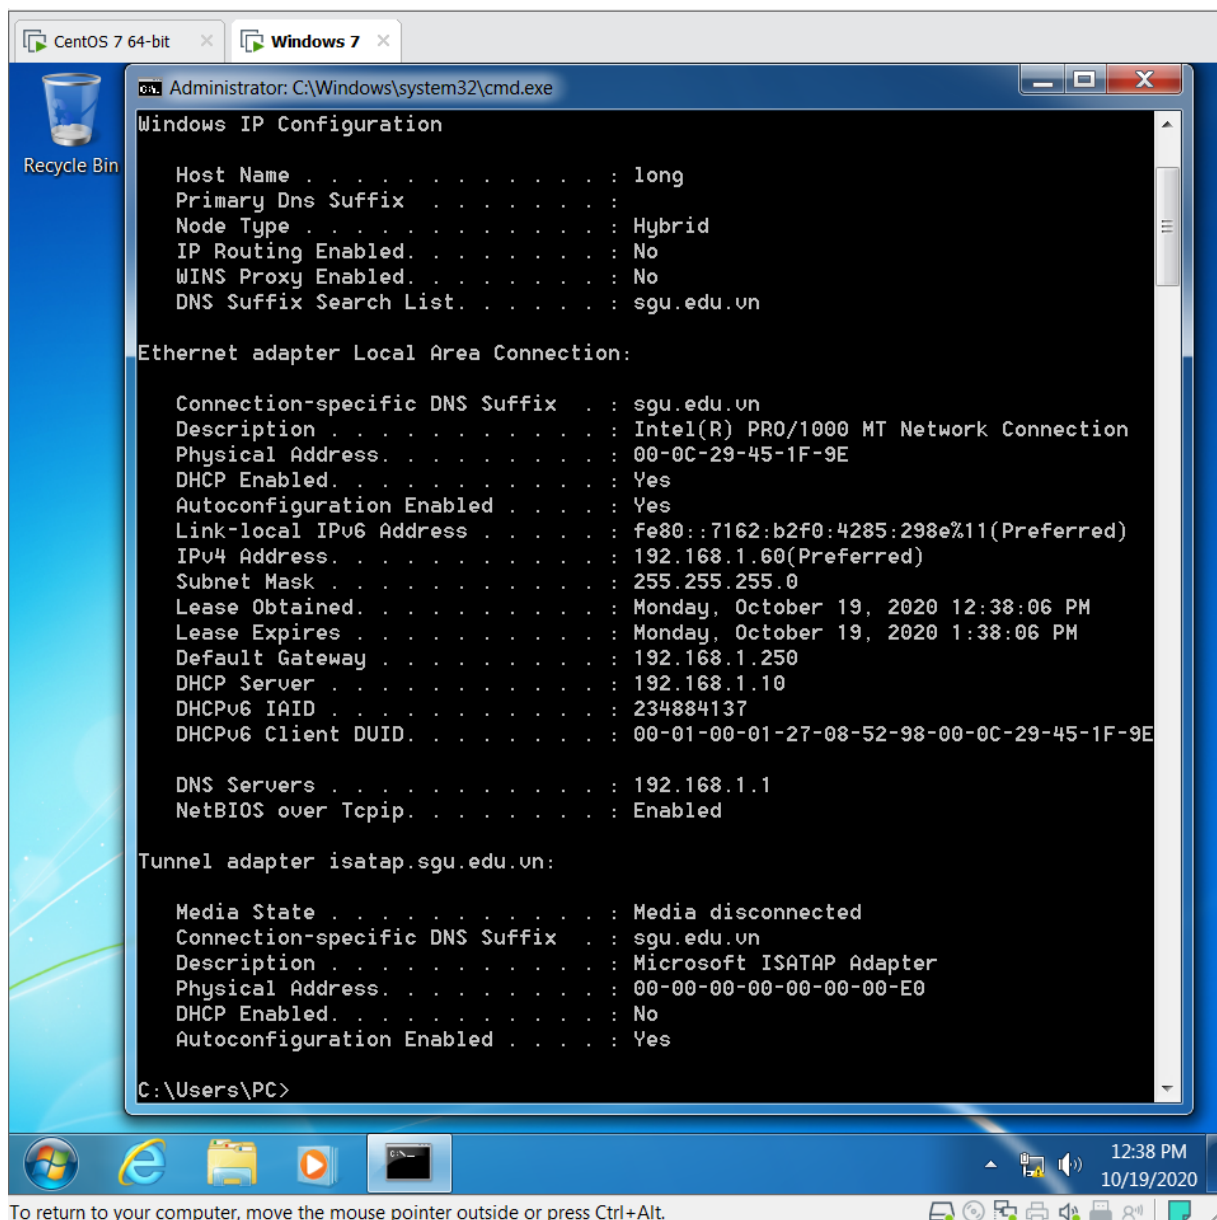 CentOS 7 64-bit
Windows 7
Recycle Bin
Administrator: C:\Windows\system32\cmd.exe
Windows IP Configuration
Host Name . . . . . . . . . . . . : long
Primary Dns Suffix  . . . . . . . :
Node Type . . . . . . . . . . . . : Hybrid
IP Routing Enabled. . . . . . . . : No
WINS Proxy Enabled. . . . . . . . : No
DNS Suffix Search List. . . . . . : sgu.edu.vn
Ethernet adapter Local Area Connection:
Connection-specific DNS Suffix  . : sgu.edu.vn
Description . . . . . . . . . . . : Intel(R) PRO/1000 MT Network Connection
Physical Address. . . . . . . . . : 00-0C-29-45-1F-9E
DHCP Enabled. . . . . . . . . . . : Yes
Autoconfiguration Enabled . . . . : Yes
Link-local IPv6 Address . . . . . : fe80::7162:b2f0:4285:298e%11(Preferred)
IPv4 Address. . . . . . . . . . . : 192.168.1.60(Preferred)
Subnet Mask . . . . . . . . . . . : 255.255.255.0
Lease Obtained. . . . . . . . . . : Monday, October 19, 2020 12:38:06 PM
Lease Expires . . . . . . . . . . : Monday, October 19, 2020 1:38:06 PM
Default Gateway . . . . . . . . . : 192.168.1.250
DHCP Server . . . . . . . . . . . : 192.168.1.10
DHCPv6 IAID . . . . . . . . . . . : 234884137
DHCPv6 Client DUID. . . . . . . . : 00-01-00-01-27-08-52-98-00-0C-29-45-1F-9E
DNS Servers . . . . . . . . . . . : 192.168.1.1
NetBIOS over Tcpip. . . . . . . . : Enabled
Tunnel adapter isatap.sgu.edu.vn:
Media State . . . . . . . . . . . : Media disconnected
Connection-specific DNS Suffix  . : sgu.edu.vn
Description . . . . . . . . . . . : Microsoft ISATAP Adapter
Physical Address. . . . . . . . . : 00-00-00-00-00-00-00-E0
DHCP Enabled. . . . . . . . . . . : No
Autoconfiguration Enabled . . . . : Yes
C:\Users\PC>
12:38 PM
10/19/2020
To return to your computer, move the mouse pointer outside or press Ctrl+Alt.